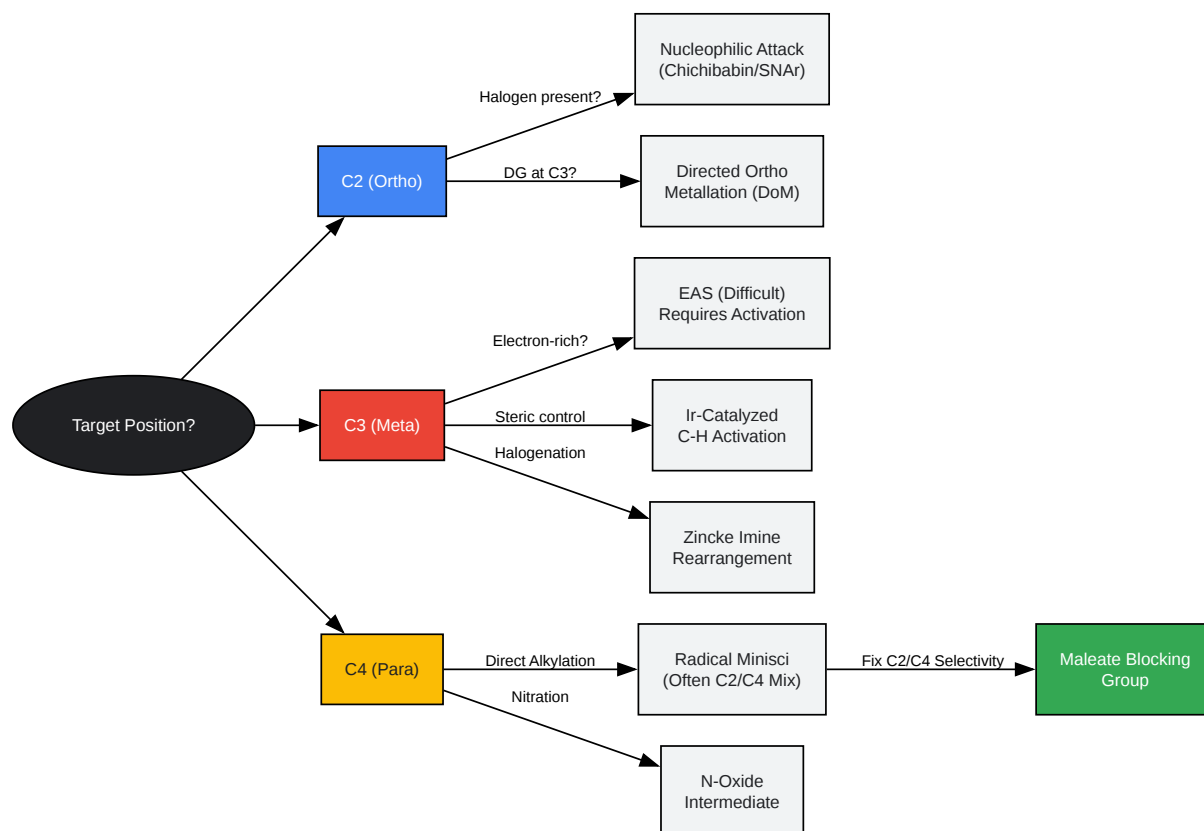 Nucleophilic Attack
(Chichibabin/SNAr)
Halogen present?
C2 (Ortho)
DG at C3?
Directed Ortho
Metallation (DoM)
EAS (Difficult)
Requires Activation
Electron-rich?
Target Position?
C3 (Meta)
Steric control
Ir-Catalyzed
C-H Activation
Halogenation
Zincke Imine
Rearrangement
C4 (Para)
Direct Alkylation
Radical Minisci
(Often C2/C4 Mix)
Fix C2/C4 Selectivity
Maleate Blocking
Group
Nitration
N-Oxide
Intermediate